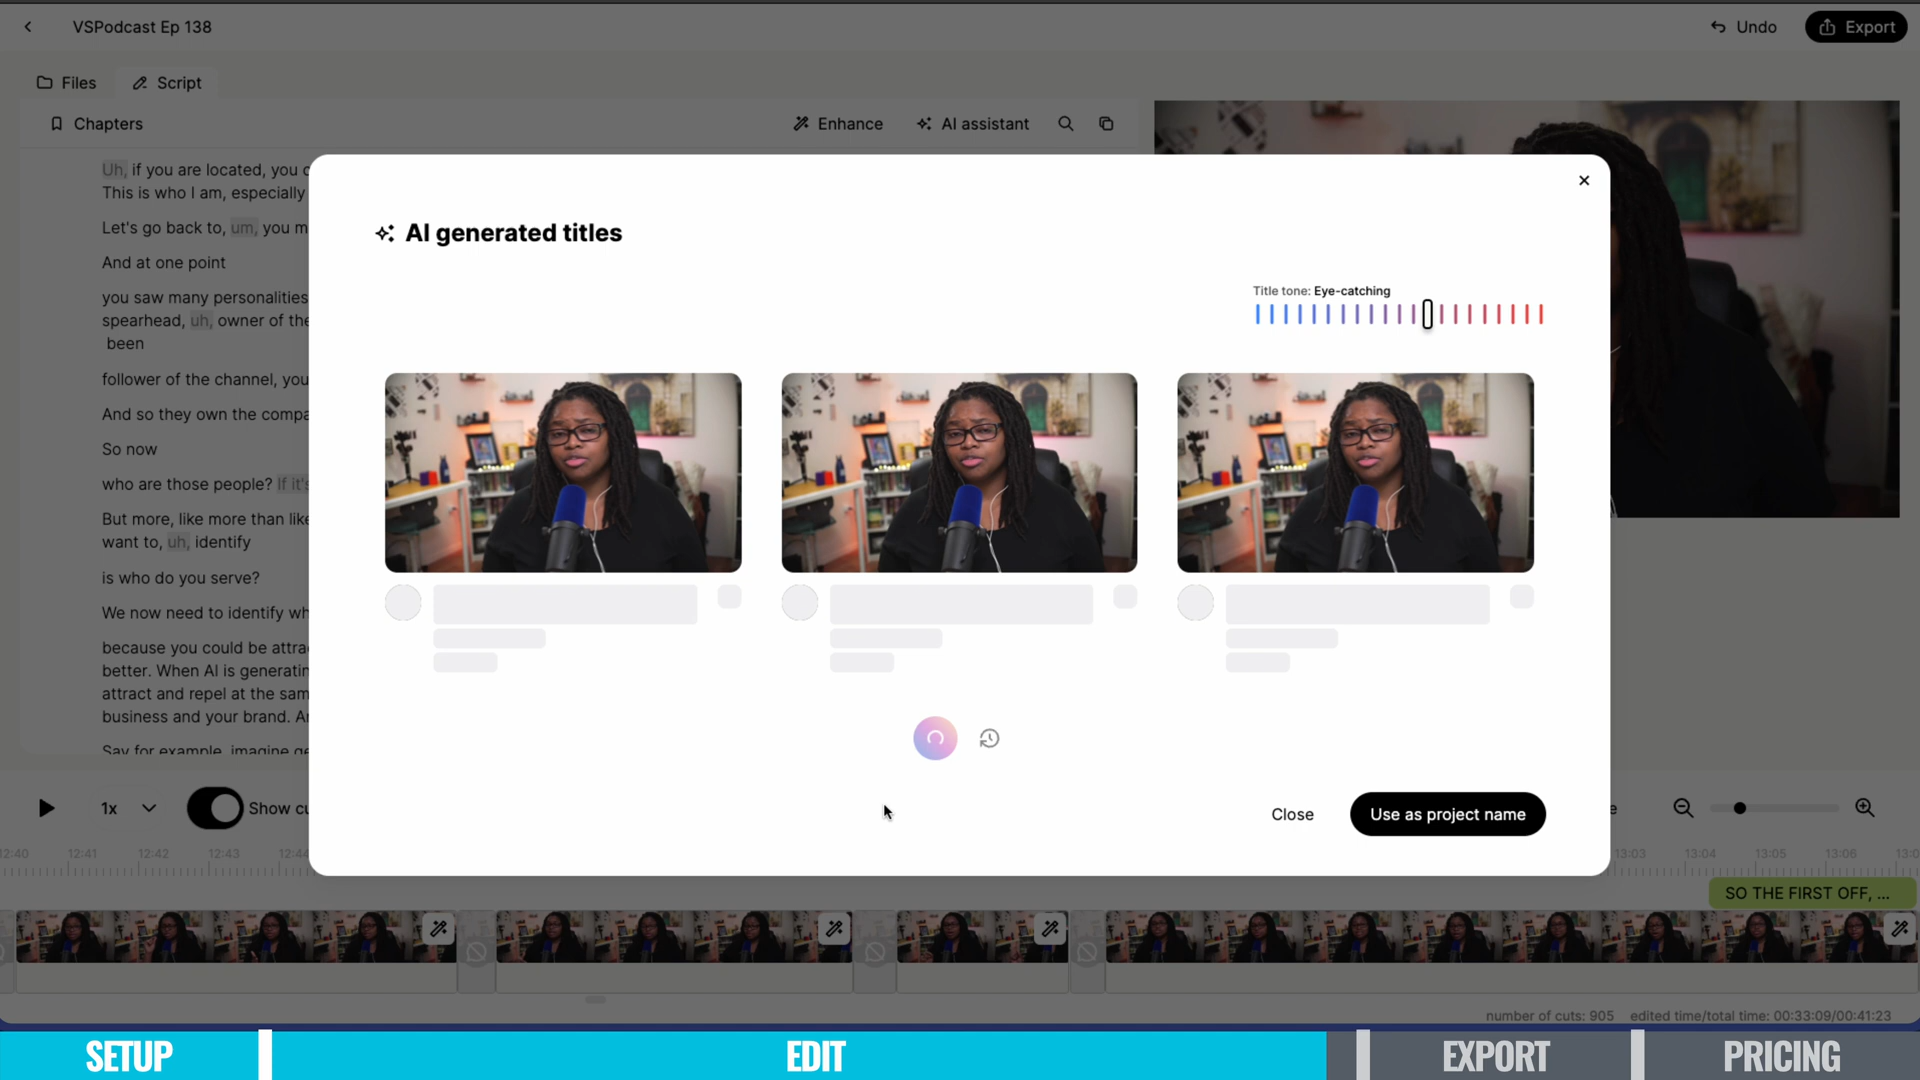 VSPodcast Ep 138
Undo
Export
Files
Script
Chapters
Enhance
AI assistant
Uh, if you are located, you
This is who I am, especially
Let's go back to, um, you
And at one point
you saw many personalities
spearhead, uh, owner of the
been
follower of the channel, you
And so they own the
So now
who are those people? If it's
But more, like more than like
want to, uh, identify
is who do you serve?
We now need to identify
because you could be
better. When AI is
attract and repel at the
business and your brand.
Say for example, imagine
AI generated titles
Title tone: Eye-catching
Close
Use as project name
1x
Show
12:40
12:41
12:42
12:43
12:44
13:03
13:04
13:05
13:06
SO THE FIRST OFF, ...
number of cuts: 905
edited time/total time: 00:33:09/00:41:23
SETUP
EDIT
EXPORT
PRICING